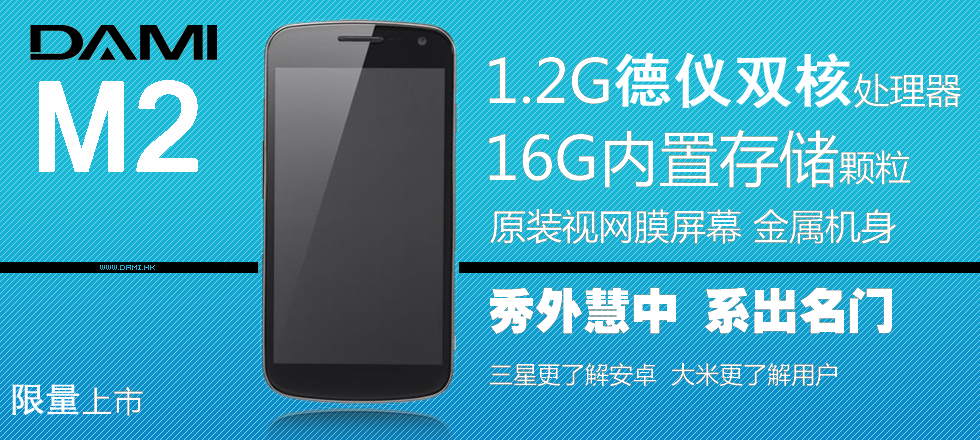 DAMI
M2
WWW.DAMI.HK
限量上市
1.2G德仪双核处理器
16G内置存储颗粒
原装视网膜屏幕 金属机身
秀外慧中 系出名门
三星更了解安卓 大米更了解用户